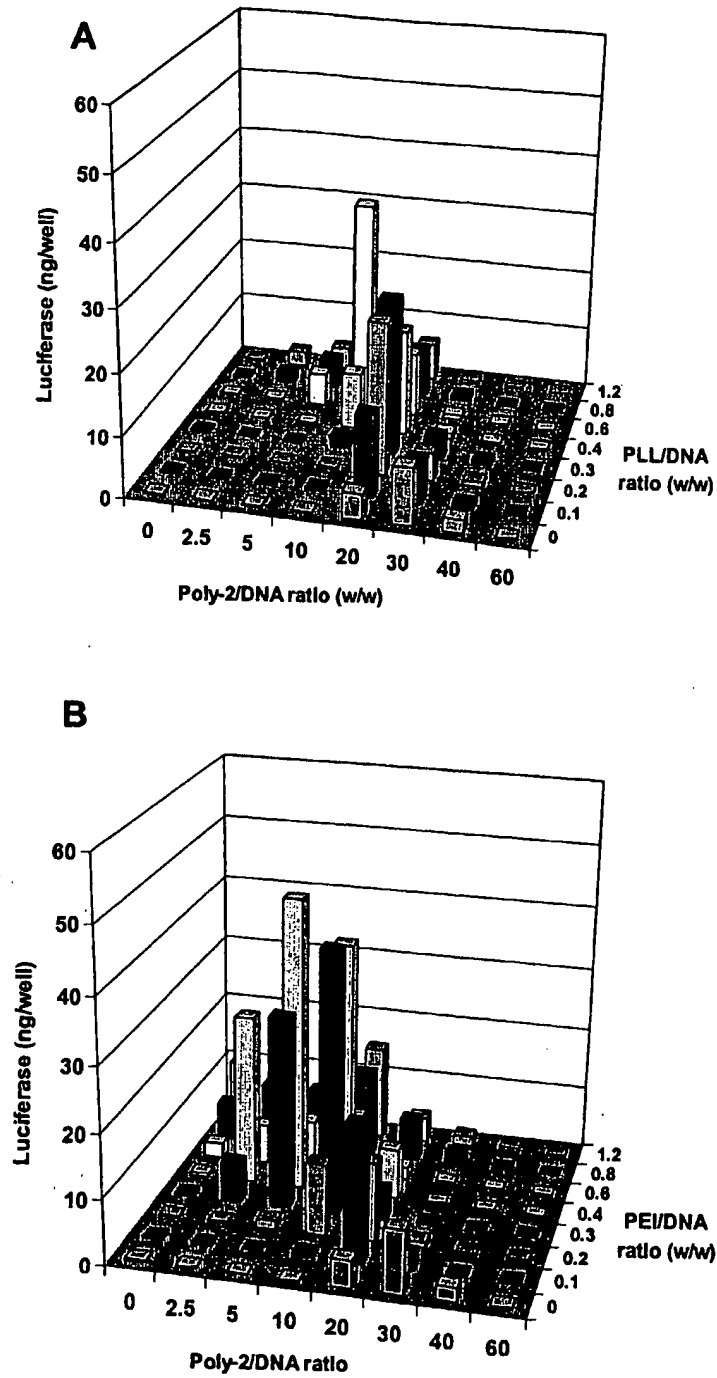 A
60
50
40
30
20
10
0
Luciferase (ng/well)
0 2.5 5 10 20 30 40 60
Poly-2/DNA ratio (w/w)
1.2
0.8
0.6
0.4
0.3
0.2
0.1
0
PLL/DNA
ratio (w/w)
B
60
50
40
30
20
10
0
Luciferase (ng/well)
0 2.5 5 10 20 30 40 60
Poly-2/DNA ratio
1.2
0.8
0.6
0.4
0.3
0.2
0.1
0
PEI/DNA
ratio (w/w)